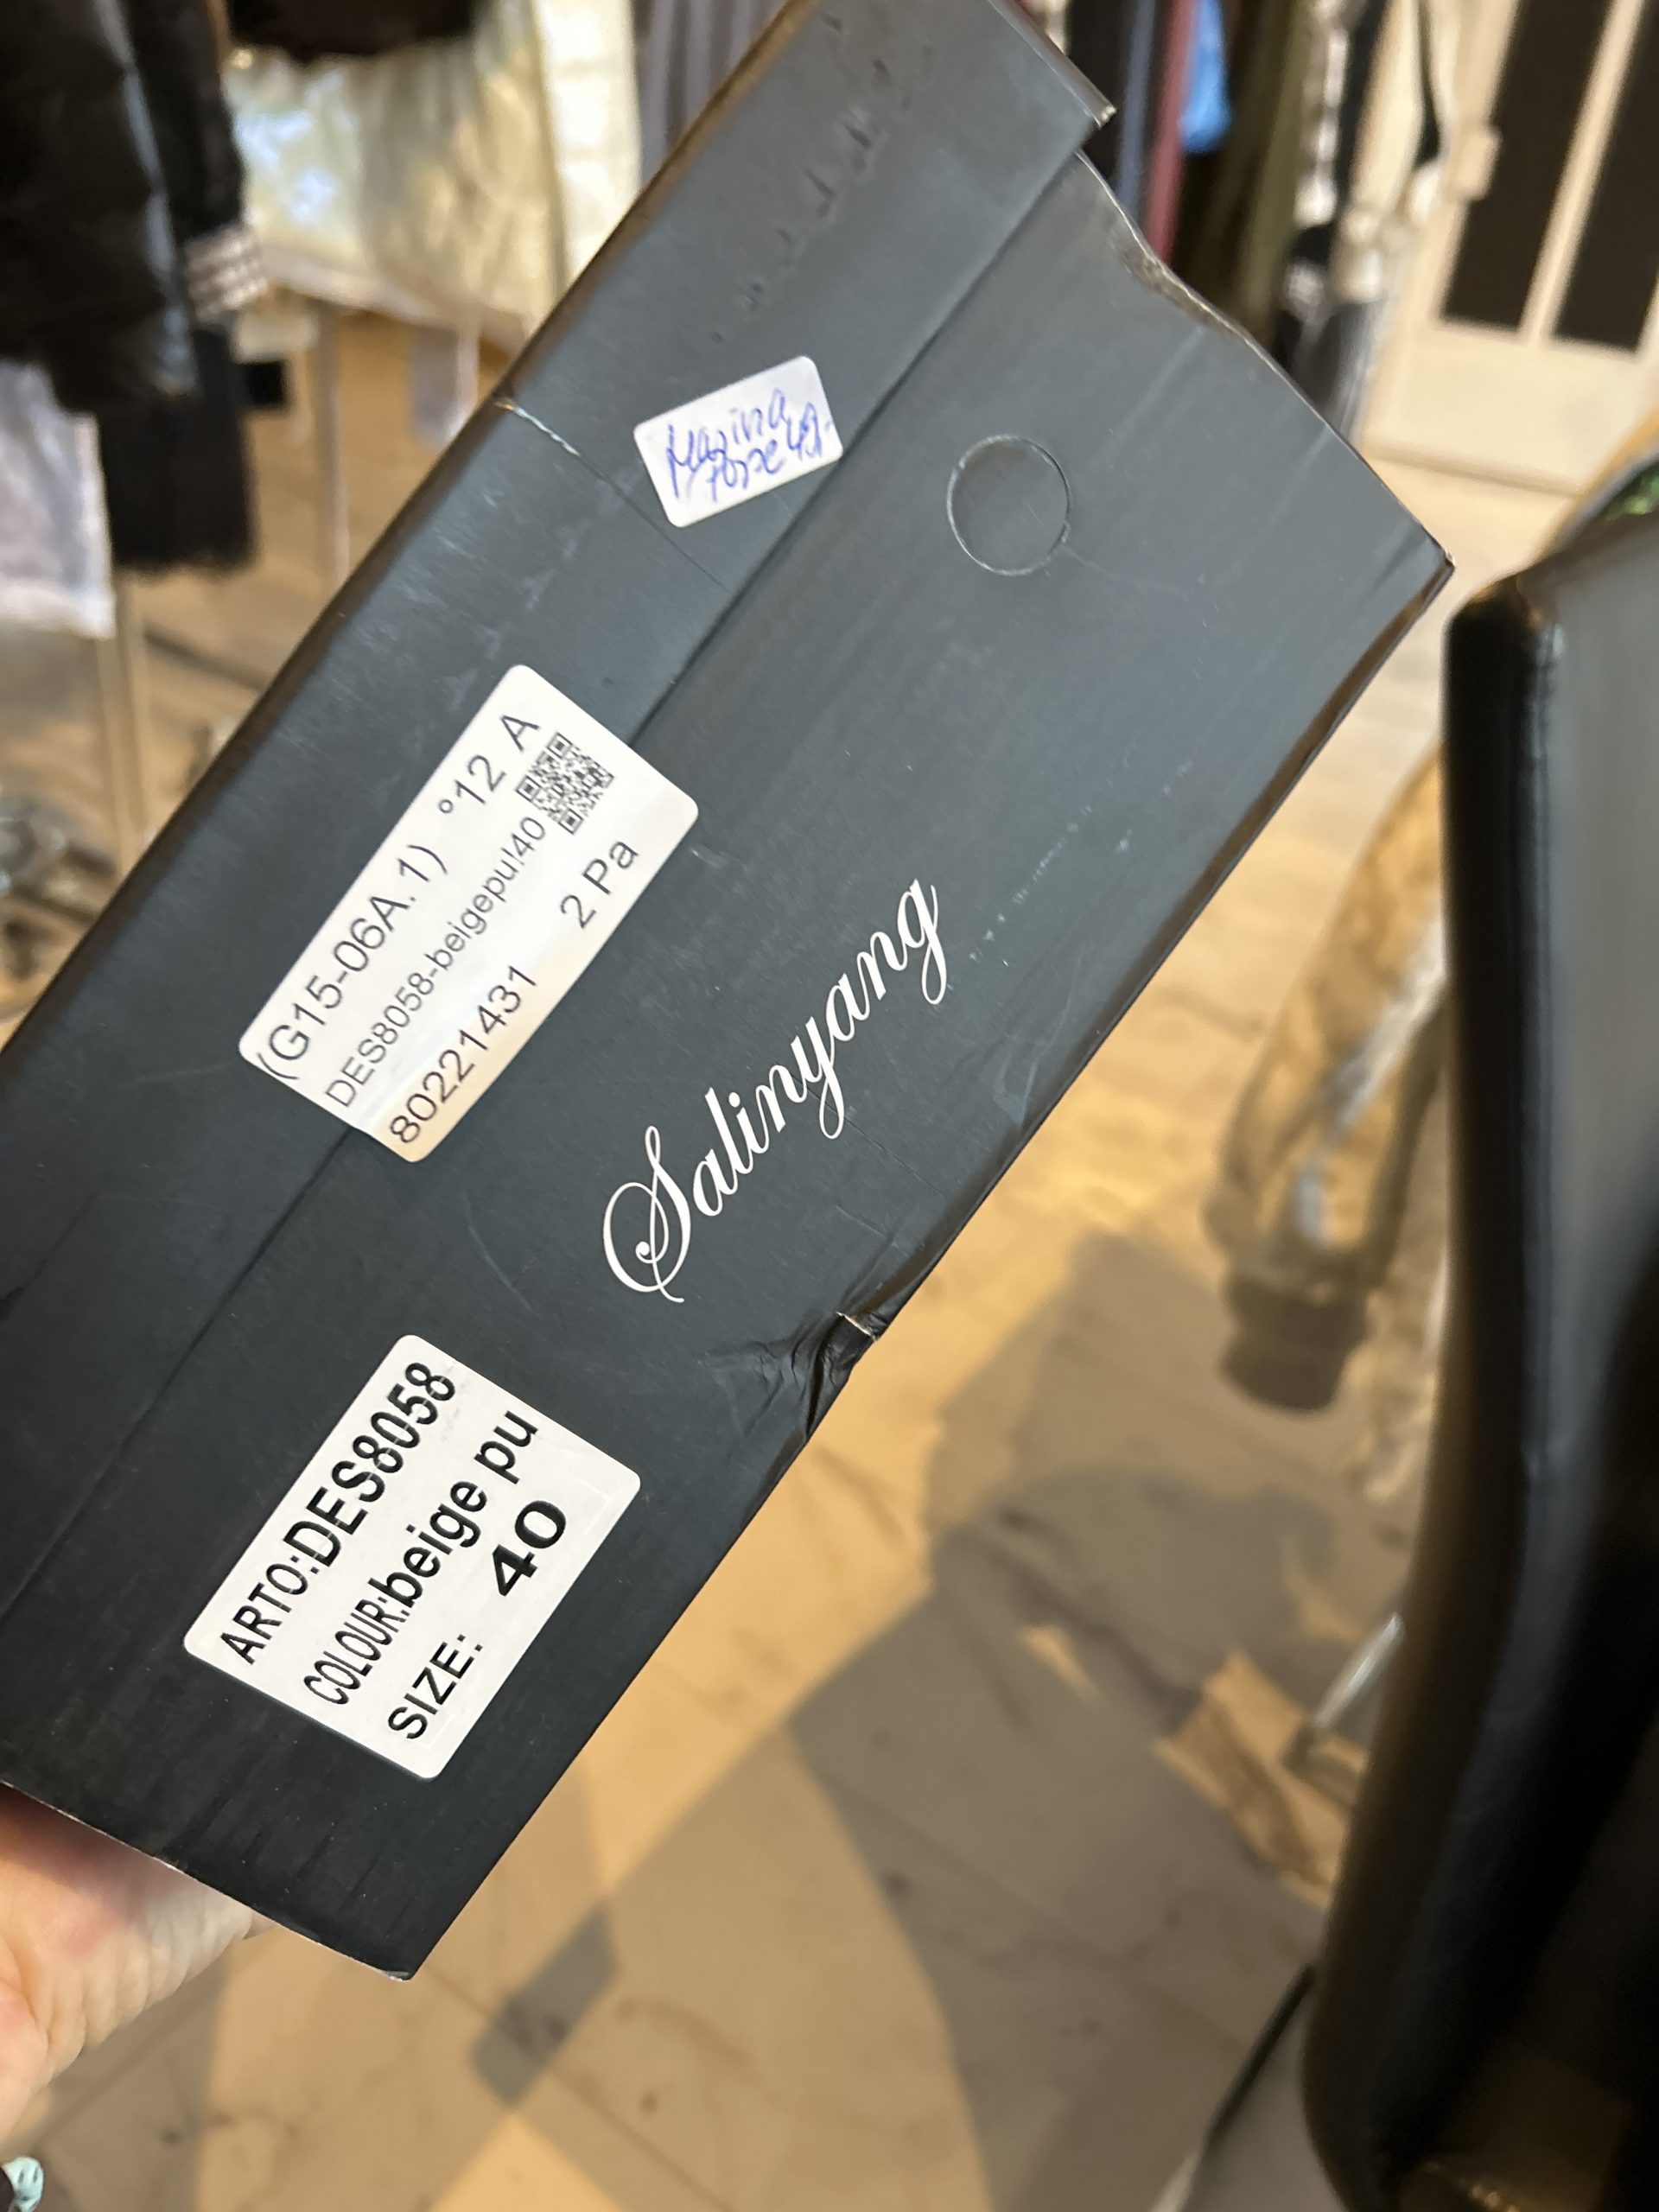 (G15-06A.1) °12 A
DES8058-beigepu!40
80221431 2 Pa
Salinyang
ARTO:DES8058
COLOUR:beige pu
SIZE: 40